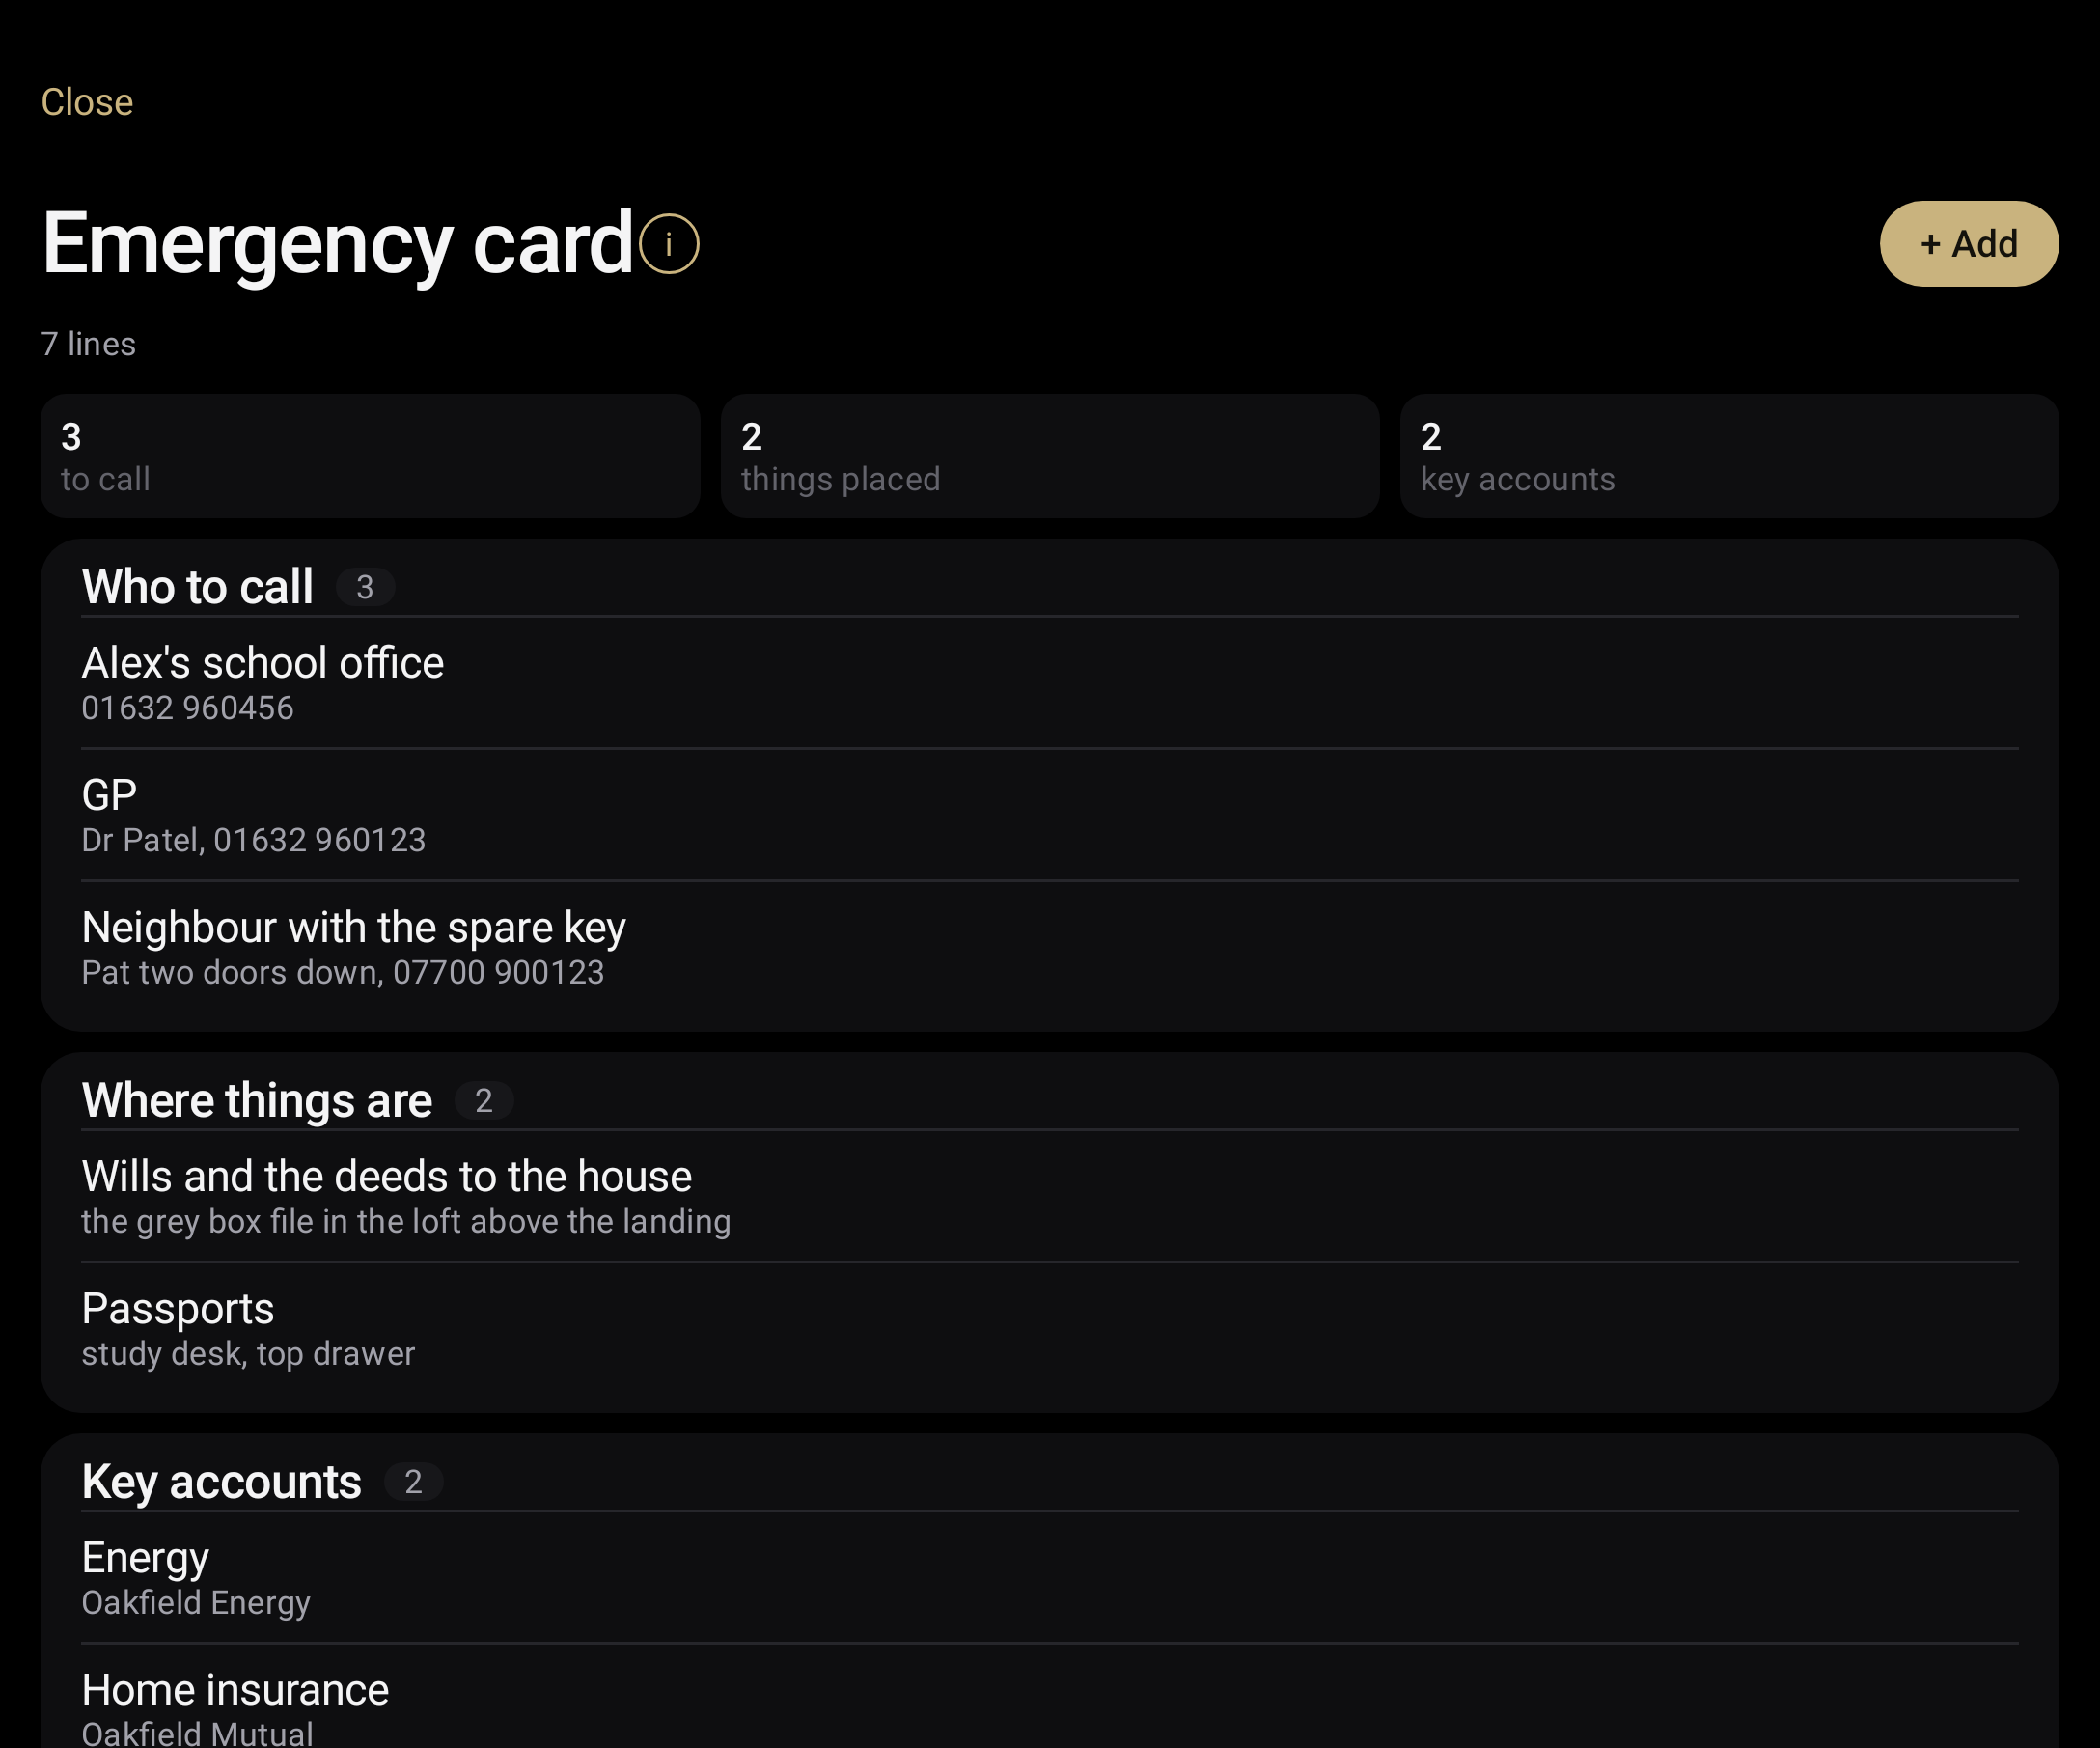 Close
Emergency card i
+ Add
7 lines
3
to call
2
things placed
2
key accounts
Who to call 3
Alex's school office
01632 960456
GP
Dr Patel, 01632 960123
Neighbour with the spare key
Pat two doors down, 07700 900123
Where things are 2
Wills and the deeds to the house
the grey box file in the loft above the landing
Passports
study desk, top drawer
Key accounts 2
Energy
Oakfield Energy
Home insurance
Oakfield Mutual